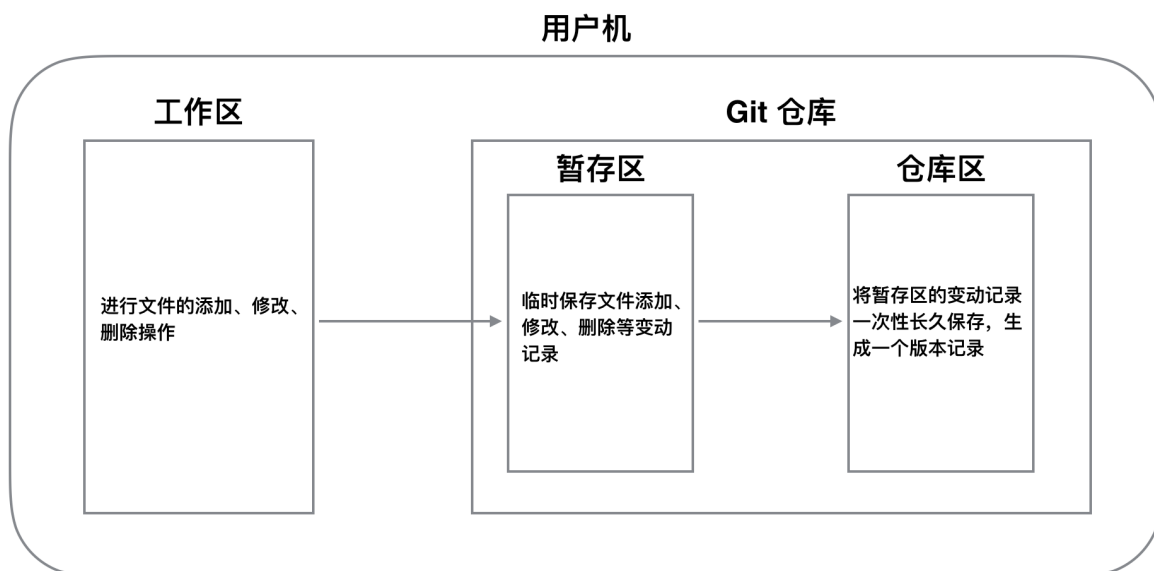 用户机
工作区
Git 仓库
暂存区
仓库区
进行文件的添加、修改、
删除操作
临时保存文件添加、
修改、删除等变动
记录
将暂存区的变动记录
一次性长久保存，生
成一个版本记录